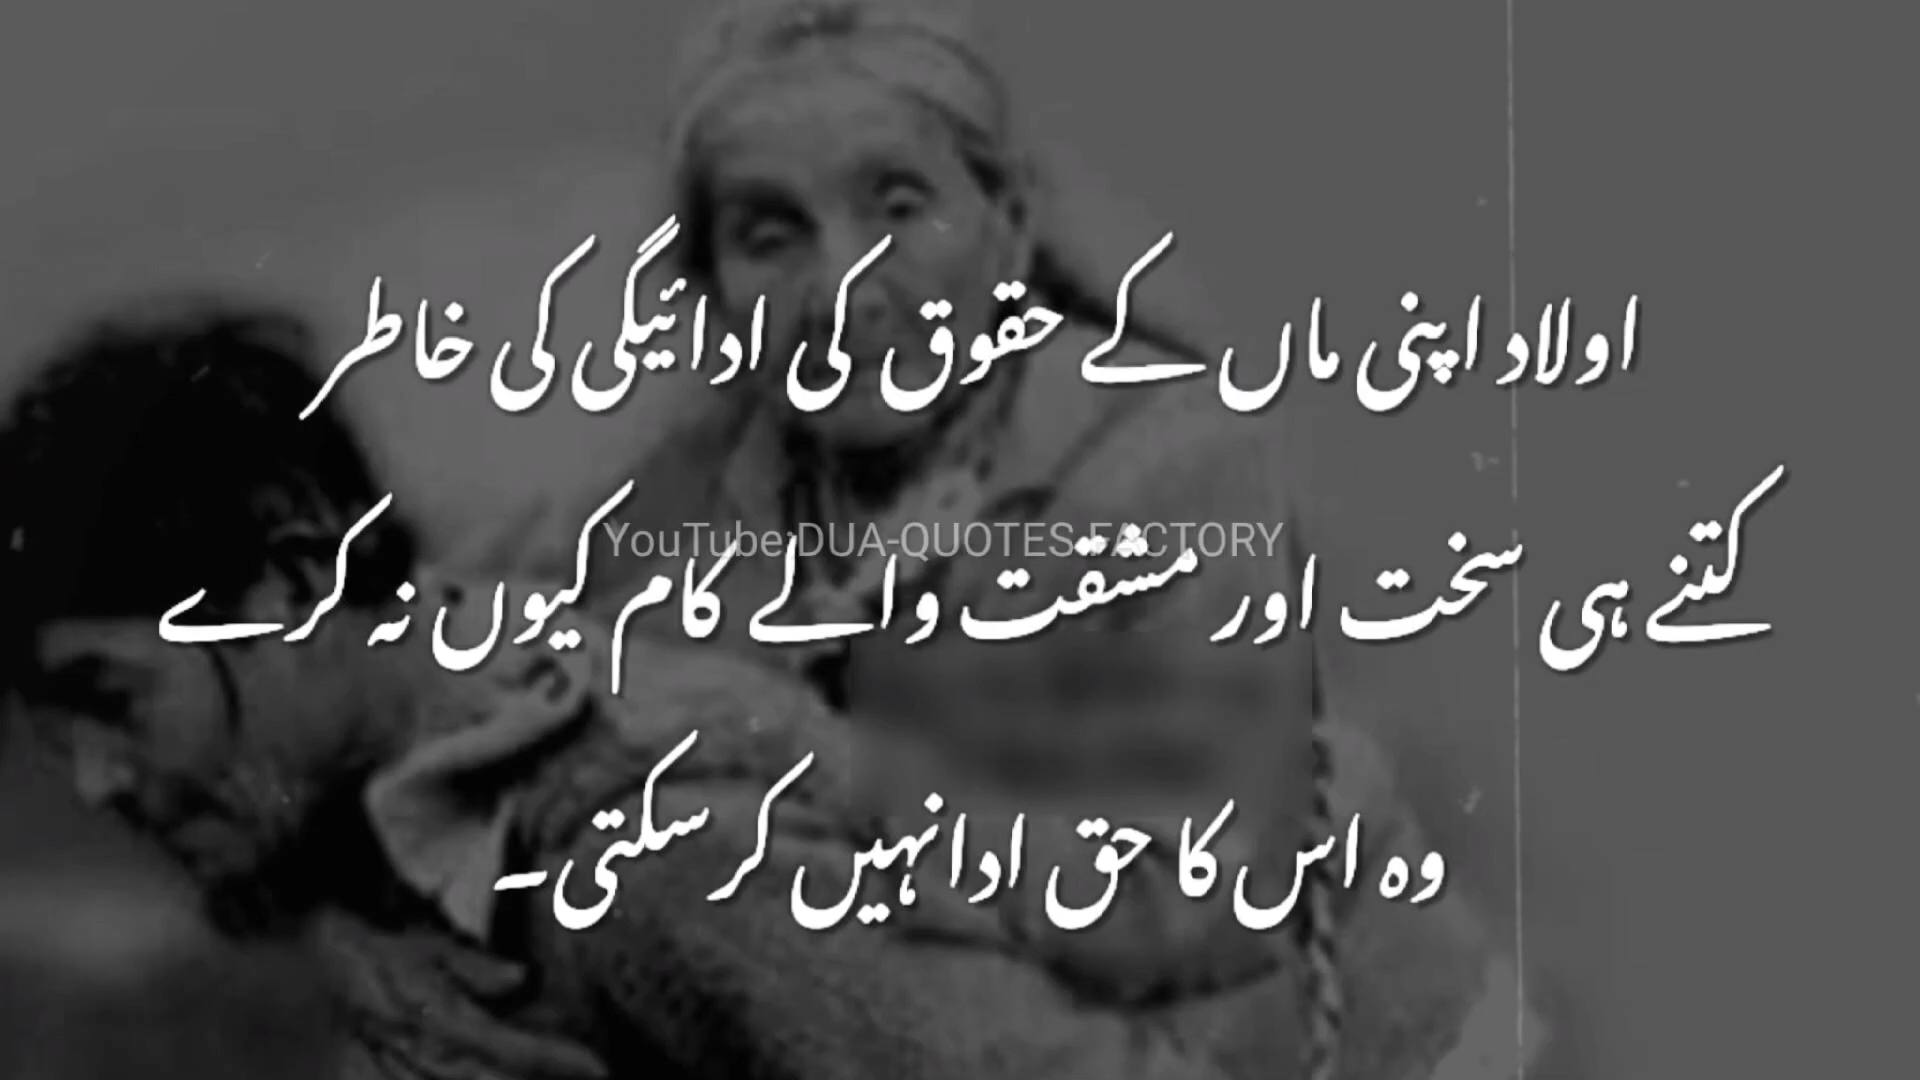 اولاد اپنی ماں کے حقوق کی ادائیگی کی خاطر
YouTube:DUA-QUOTES FACTORY
کتنے ہی سخت اور مشقت والے کام کیوں نہ کرے
وہ اس کا حق ادا نہیں کر سکتی۔